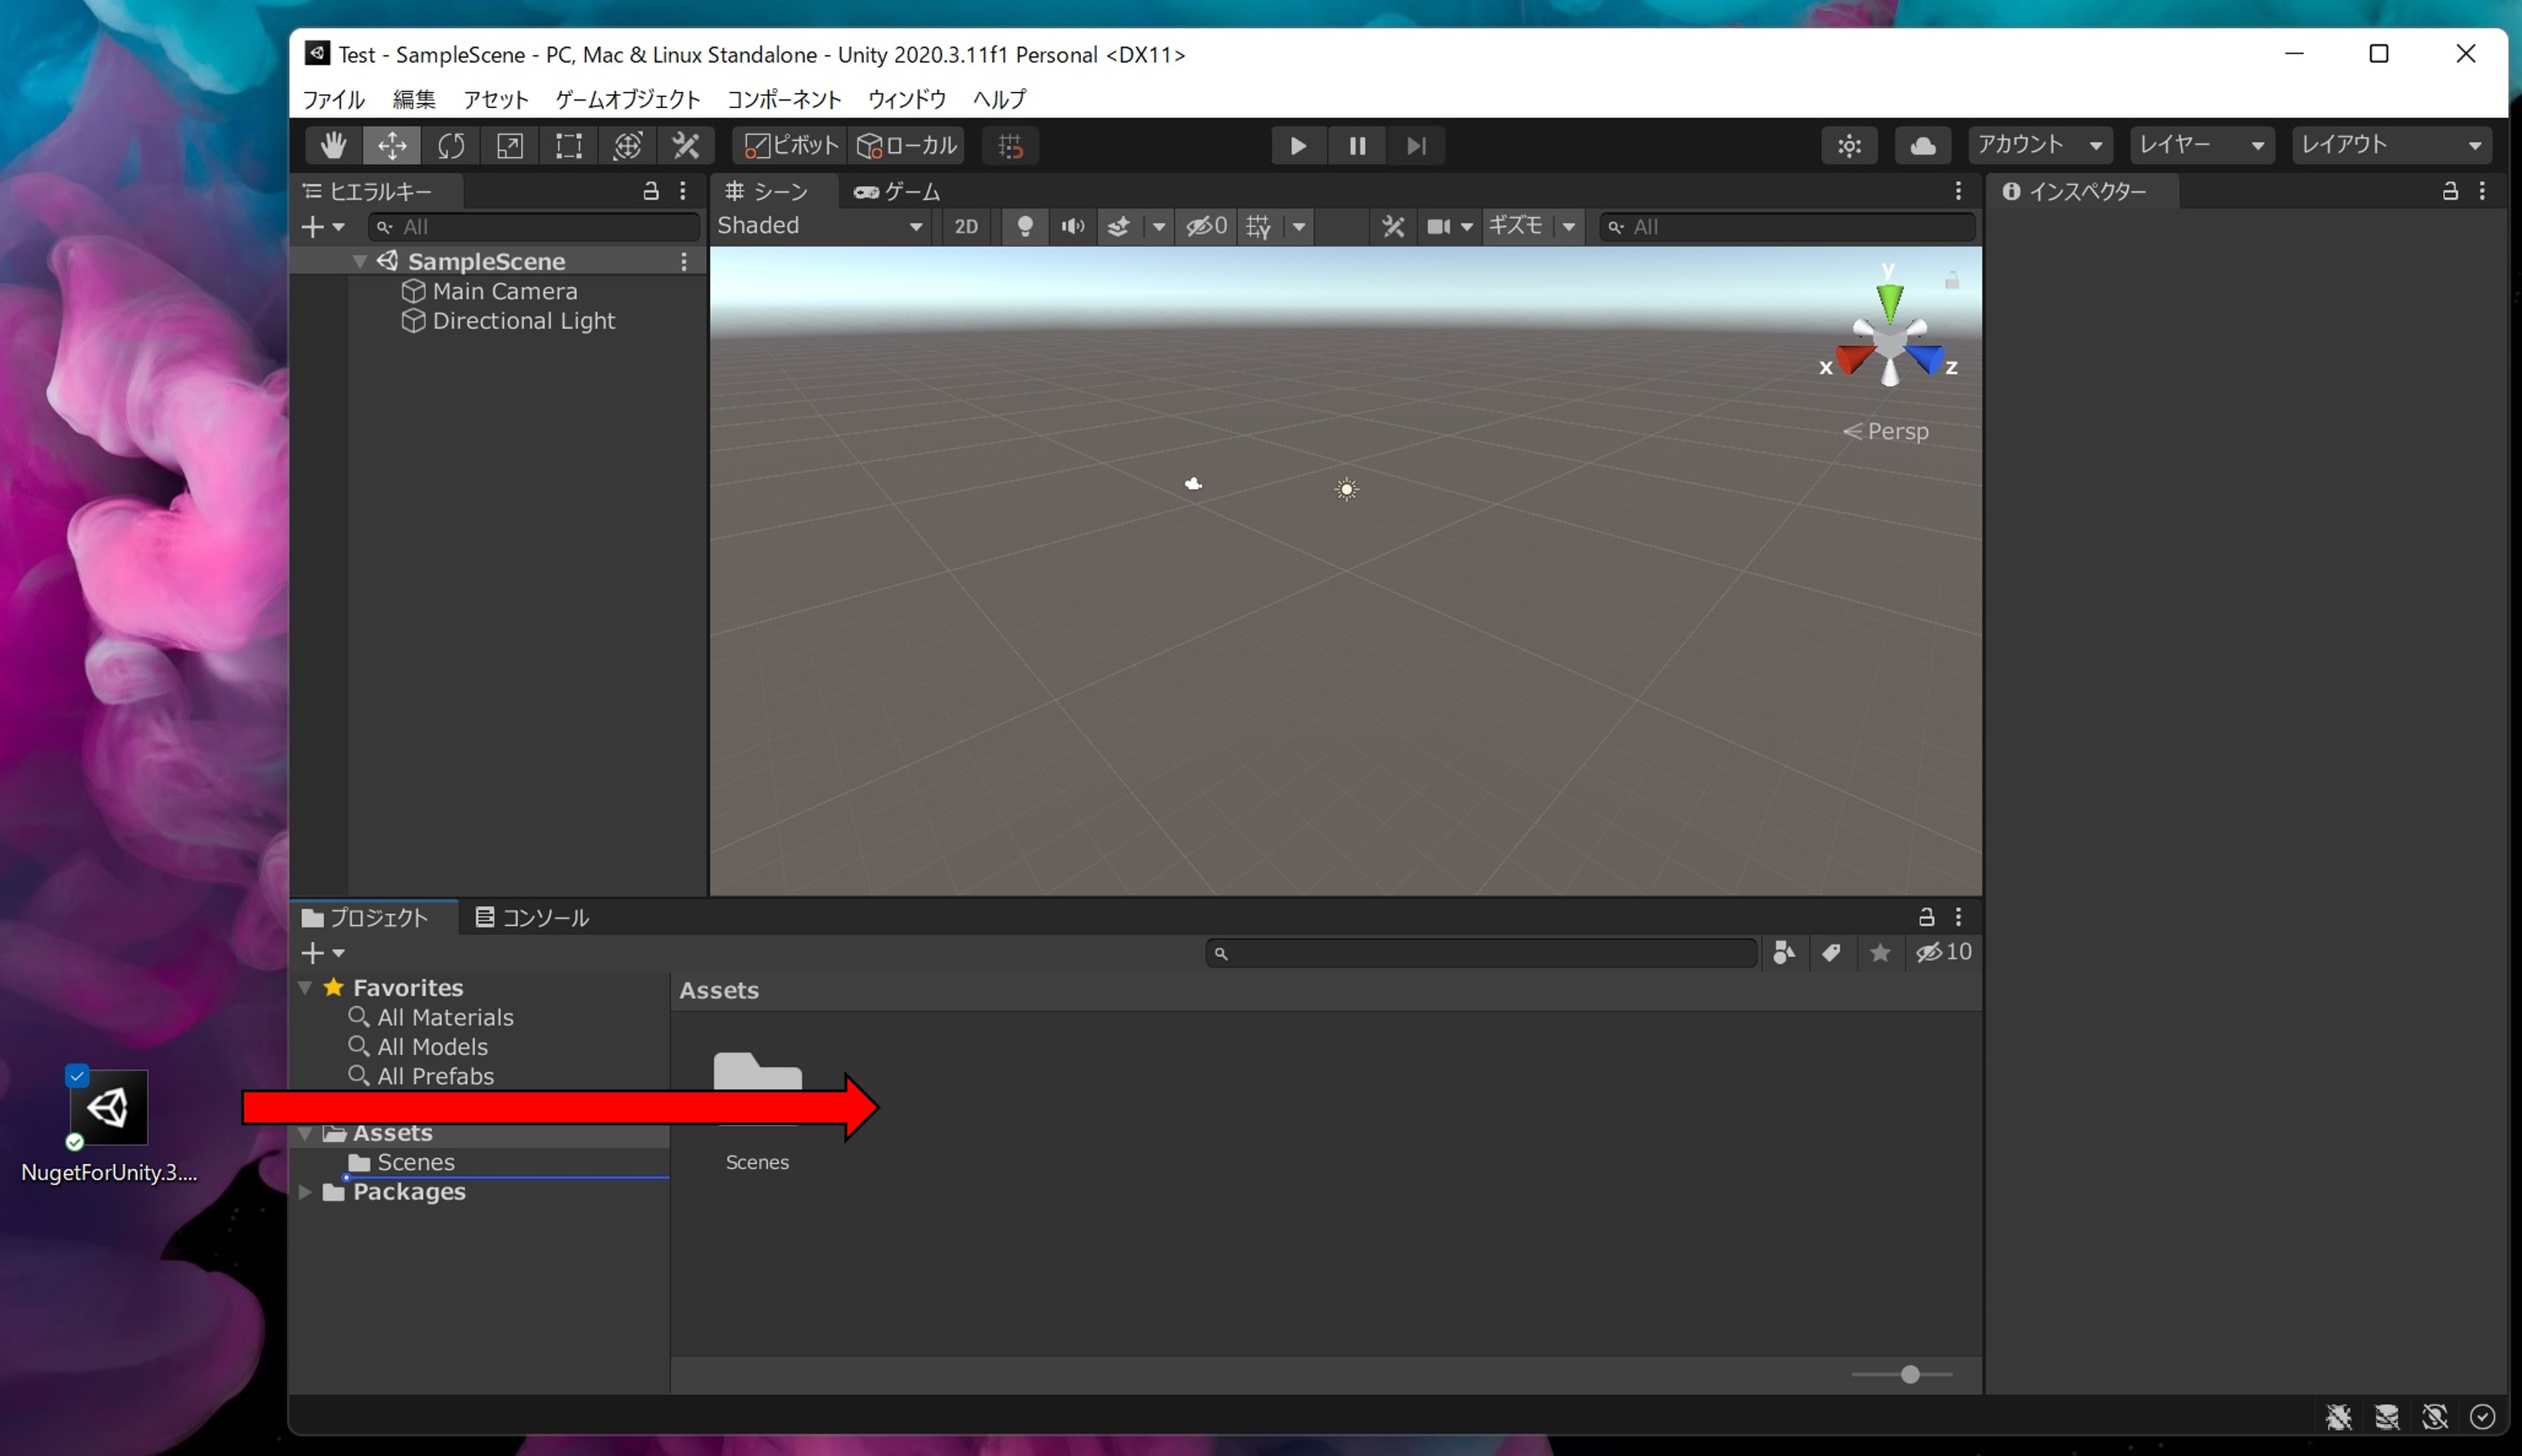 Test - SampleScene - PC, Mac & Linux Standalone - Unity 2020.3.11f1 Personal <DX11>
ファイル 編集 アセット ゲームオブジェクト コンポーネント ウィンドウ ヘルプ
ピボット ローカル アカウント レイヤー レイアウト
ヒエラルキー シーン ゲーム インスペクター
All Shaded 2D 0 ギズモ All
SampleScene
Main Camera
Directional Light
y
x z
Persp
プロジェクト コンソール
10
Favorites
All Materials
All Models
All Prefabs
Assets
Scenes
Packages
Assets
Scenes
NugetForUnity.3....